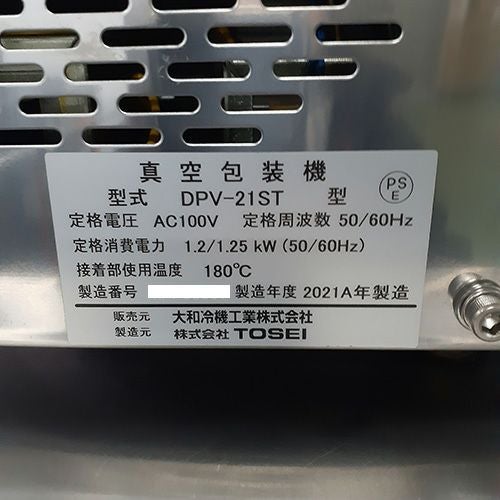 真空包装機
型式 DPV-21ST 型
PS
E
定格電圧 AC100V 定格周波数 50/60Hz
定格消費電力 1.2/1.25 kW (50/60Hz)
接着部使用温度 180℃
製造番号 製造年度 2021A年製造
販売元 大和冷機工業株式会社
製造元 株式会社 TOSEI